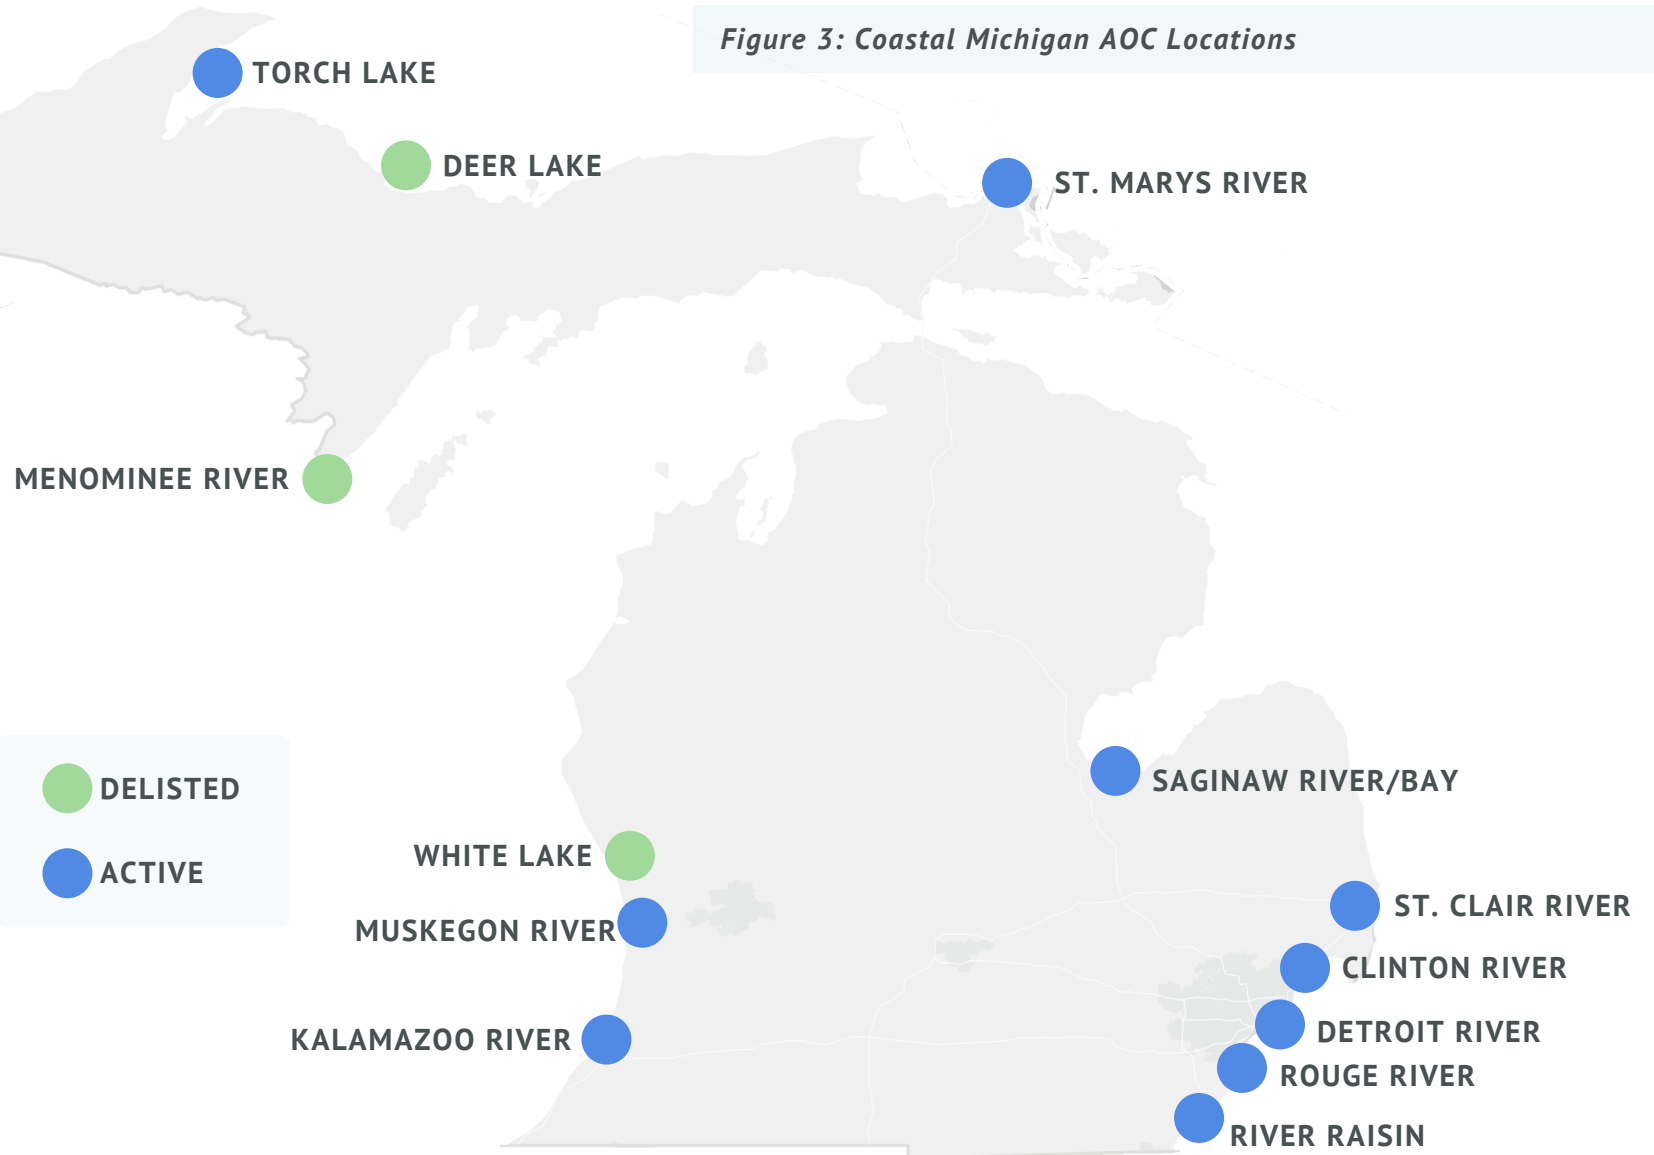 Figure 3: Coastal Michigan AOC Locations
TORCH LAKE
DEER LAKE
ST. MARYS RIVER
MENOMINEE RIVER
DELISTED
ACTIVE
SAGINAW RIVER/BAY
WHITE LAKE
MUSKEGON RIVER
KALAMAZOO RIVER
ST. CLAIR RIVER
CLINTON RIVER
DETROIT RIVER
ROUGE RIVER
RIVER RAISIN